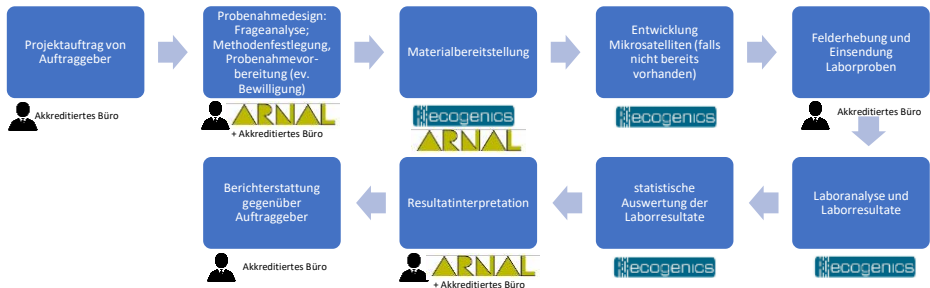 Projektauftrag von
Auftraggeber
Akkreditiertes Büro
Probenahmedesign:
Frageanalyse;
Methodenfestlegung,
Probenahmevor-
bereitung (ev.
Bewilligung)
ARNAL
+ Akkreditiertes Büro
Materialbereitstellung
ecogenics
ARNAL
Entwicklung
Mikrosatelliten (falls
nicht bereits
vorhanden)
ecogenics
Felderhebung und
Einsendung
Laborproben
Akkreditiertes Büro
Laboranalyse und
Laborresultate
ecogenics
statistische
Auswertung der
Laborresultate
ecogenics
Resultatinterpretation
ARNAL
+ Akkreditiertes Büro
Berichterstattung
gegenüber
Auftraggeber
Akkreditiertes Büro